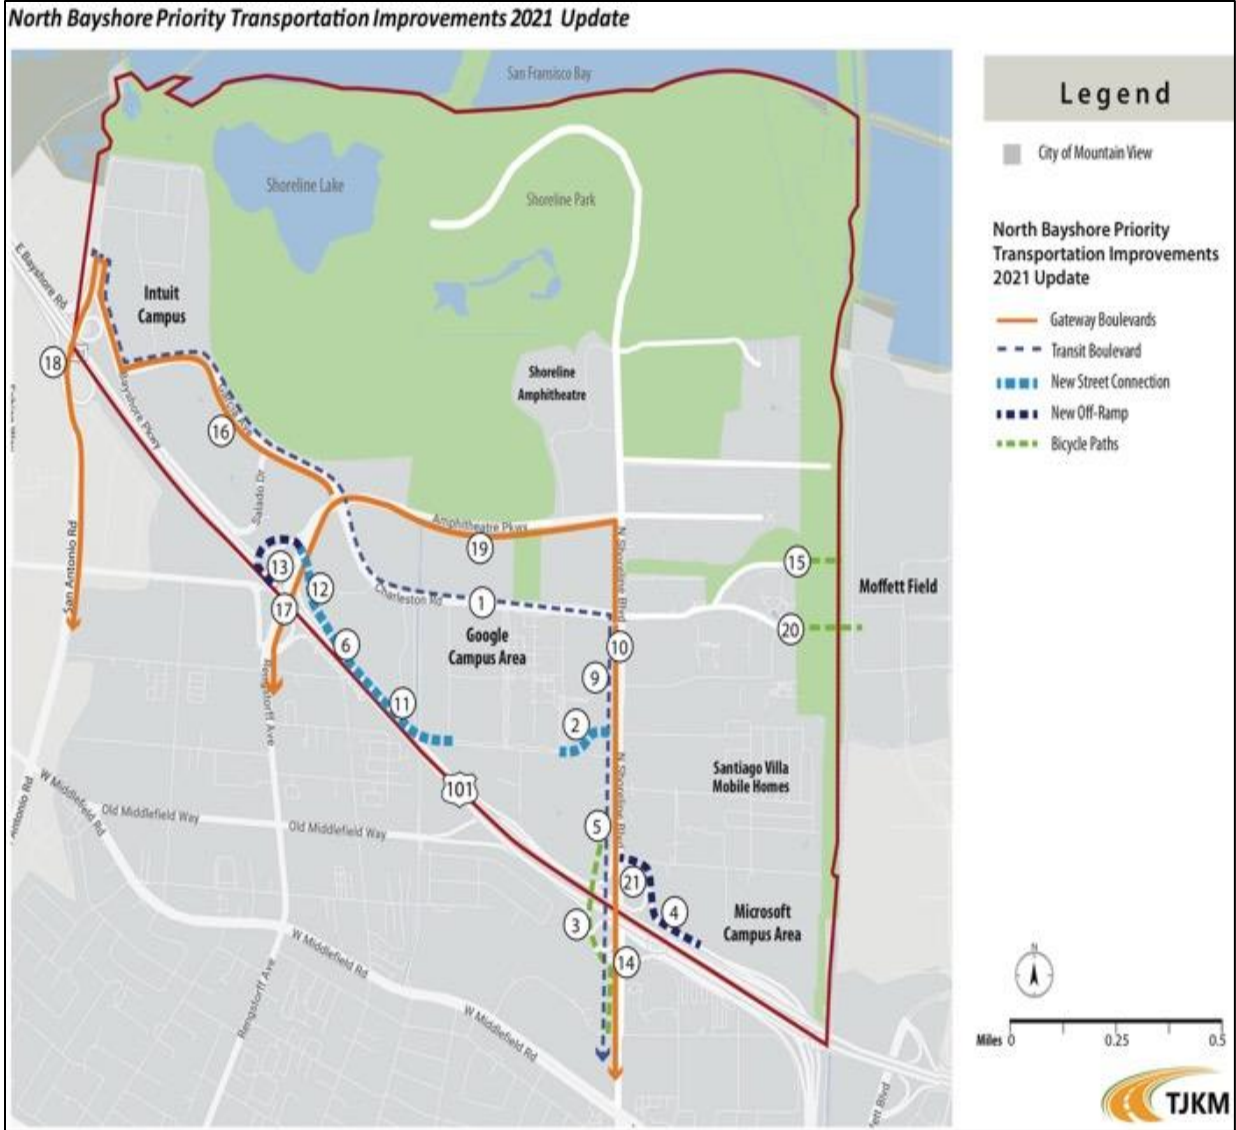 North Bayshore Priority Transportation Improvements 2021 Update
San Fransisco Bay
Shoreline Lake
Shoreline Park
E Bayshore Rd
Intuit
Campus
18
Shoreline
Amphitheatre
Bayshore Pkwy
16
Salado Dr
Amphitheatre Pkwy
19
N Shoreline Blvd
San Antonio Rd
13
12
17
15
Moffett Field
Charleston Rd
1
Google
Campus Area
20
6
10
9
Rengstorff Ave
11
2
N Shoreline Blvd
Santiago Villa
Mobile Homes
101
W Middlefield Rd
Old Middlefield Way
Old Middlefield Way
5
21
4
3
Microsoft
Campus Area
14
W Middlefield Rd
Rengstorff Ave
W Middlefield Rd
Legend
City of Mountain View
North Bayshore Priority
Transportation Improvements
2021 Update
Gateway Boulevards
Transit Boulevard
New Street Connection
New Off-Ramp
Bicycle Paths
N
Miles 0 0.25 0.5
TJKM